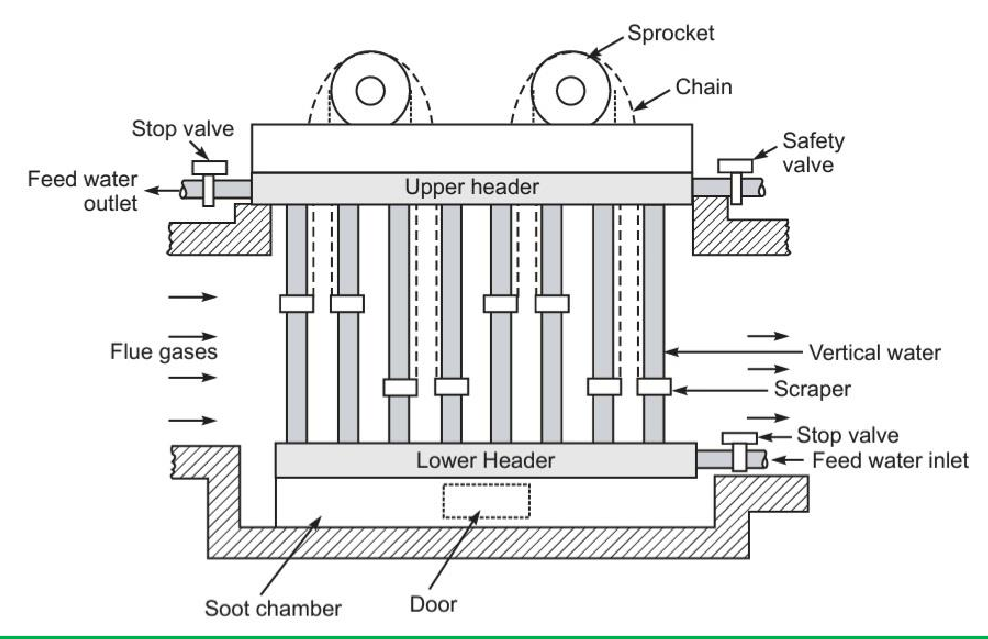 Sprocket
Chain
Stop valve
Safety
valve
Feed water
outlet
Upper header
Flue gases
Vertical water
Scraper
Stop valve
Lower Header
Feed water inlet
Soot chamber
Door